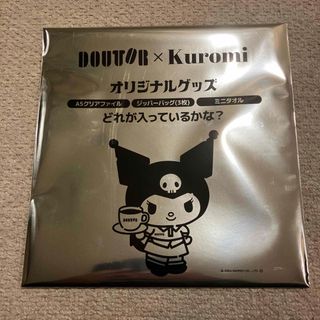 DOUTOR × Kuromi
オリジナルグッズ
A5クリアファイル ジッパーバッグ(3枚) ミニタオル
どれが入っているかな?